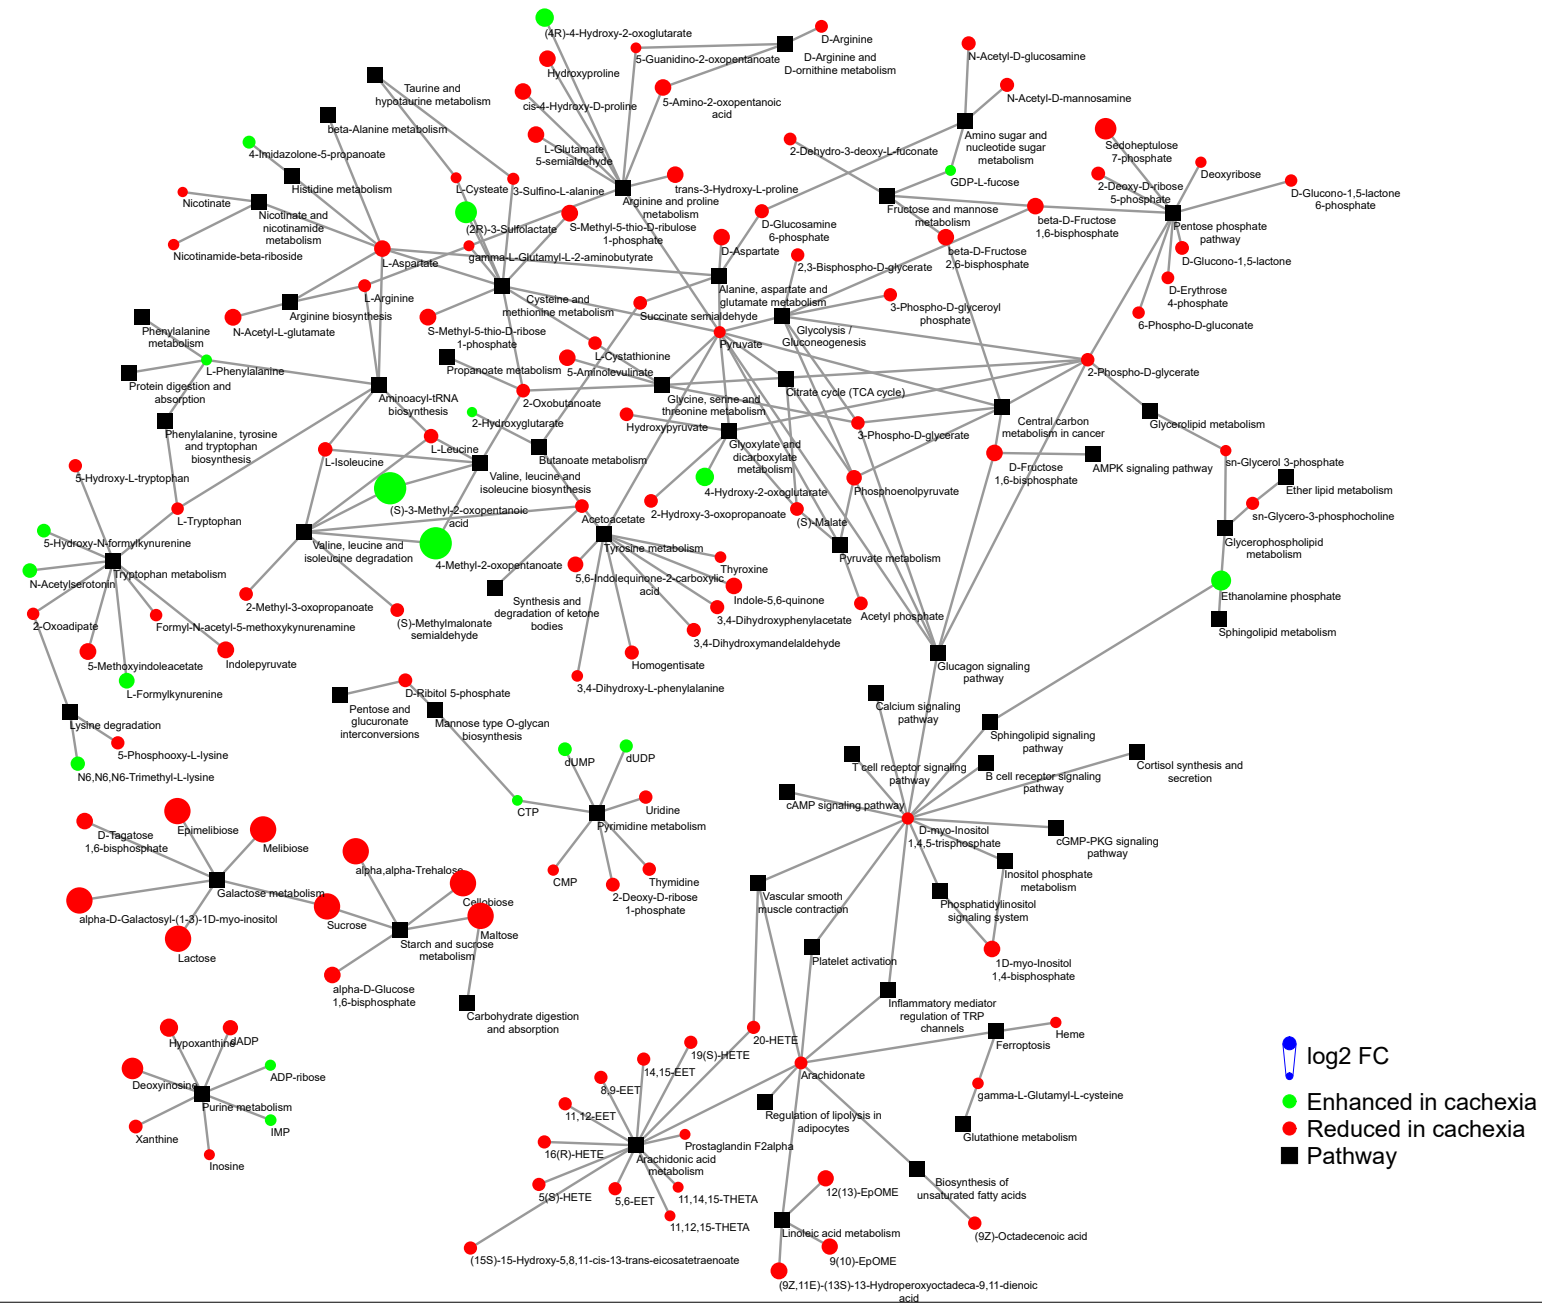 (4R)-4-Hydroxy-2-oxoglutarate
D-Arginine
5-Guanidino-2-oxopentanoate
D-Arginine and
D-ornithine metabolism
N-Acetyl-D-glucosamine
Hydroxyproline
Taurine and
hypotaurine metabolism
cis-4-Hydroxy-D-proline
5-Amino-2-oxopentanoic
acid
N-Acetyl-D-mannosamine
beta-Alanine metabolism
Amino sugar and
nucleotide sugar
metabolism
Sedoheptulose
7-phosphate
4-Imidazolone-5-propanoate
L-Glutamate
5-semialdehyde
2-Dehydro-3-deoxy-L-fuconate
Deoxyribose
Histidine metabolism
L-Cysteate
3-Sulfino-L-alanine
trans-3-Hydroxy-L-proline
GDP-L-fucose
2-Deoxy-D-ribose
5-phosphate
D-Glucono-1,5-lactone
6-phosphate
Nicotinate
Nicotinate and
nicotinamide
metabolism
Arginine and proline
metabolism
Fructose and mannose
metabolism
beta-D-Fructose
1,6-bisphosphate
Pentose phosphate
pathway
(2R)-3-Sulfolactate
S-Methyl-5-thio-D-ribulose
1-phosphate
D-Glucosamine
6-phosphate
Nicotinamide-beta-riboside
L-Aspartate
gamma-L-Glutamyl-L-2-aminobutyrate
D-Aspartate
beta-D-Fructose
2,6-bisphosphate
D-Glucono-1,5-lactone
2,3-Bisphospho-D-glycerate
Alanine, aspartate and
glutamate metabolism
D-Erythrose
4-phosphate
L-Arginine
Arginine biosynthesis
Cysteine and
methionine metabolism
Succinate semialdehyde
3-Phospho-D-glyceroyl
phosphate
6-Phospho-D-gluconate
N-Acetyl-L-glutamate
S-Methyl-5-thio-D-ribose
1-phosphate
Phenylalanine
metabolism
Pyruvate
Glycolysis /
Gluconeogenesis
L-Cystathionine
L-Phenylalanine
Propanoate metabolism
5-Aminolevulinate
2-Phospho-D-glycerate
Protein digestion and
absorption
Aminoacyl-tRNA
biosynthesis
2-Oxobutanoate
Glycine, serine and
threonine metabolism
Citrate cycle (TCA cycle)
2-Hydroxyglutarate
Hydroxypyruvate
Central carbon
metabolism in cancer
Glycerolipid metabolism
Phenylalanine, tyrosine
and tryptophan
biosynthesis
3-Phospho-D-glycerate
L-Leucine
Glyoxylate and
dicarboxylate
metabolism
L-Isoleucine
Butanoate metabolism
D-Fructose
1,6-bisphosphate
AMPK signaling pathway
sn-Glycerol 3-phosphate
5-Hydroxy-L-tryptophan
Valine, leucine and
isoleucine biosynthesis
4-Hydroxy-2-oxoglutarate
Phosphoenolpyruvate
Ether lipid metabolism
(S)-3-Methyl-2-oxopentanoic
acid
2-Hydroxy-3-oxopropanoate
(S)-Malate
sn-Glycero-3-phosphocholine
L-Tryptophan
Acetoacetate
5-Hydroxy-N-formylkynurenine
Valine, leucine and
isoleucine degradation
Tyrosine metabolism
Pyruvate metabolism
Glycerophospholipid
metabolism
4-Methyl-2-oxopentanoate
Thyroxine
N-Acetylserotonin
Tryptophan metabolism
5,6-Indolequinone-2-carboxylic
acid
Synthesis and
degradation of ketone
bodies
Indole-5,6-quinone
Ethanolamine phosphate
2-Methyl-3-oxopropanoate
3,4-Dihydroxyphenylacetate
Acetyl phosphate
2-Oxoadipate
Formyl-N-acetyl-5-methoxykynurenamine
(S)-Methylmalonate
semialdehyde
3,4-Dihydroxymandelaldehyde
Sphingolipid metabolism
5-Methoxyindoleacetate
Indolepyruvate
Homogentisate
Glucagon signaling
pathway
L-Formylkynurenine
D-Ribitol 5-phosphate
3,4-Dihydroxy-L-phenylalanine
Pentose and
glucuronate
interconversions
Mannose type O-glycan
biosynthesis
Calcium signaling
pathway
Lysine degradation
Sphingolipid signaling
pathway
5-Phosphooxy-L-lysine
N6,N6,N6-Trimethyl-L-lysine
dUMP
dUDP
T cell receptor signaling
pathway
B cell receptor signaling
pathway
Cortisol synthesis and
secretion
cAMP signaling pathway
CTP
Uridine
Pyrimidine metabolism
D-myo-Inositol
1,4,5-trisphosphate
cGMP-PKG signaling
pathway
D-Tagatose
1,6-bisphosphate
Epimelibiose
Melibiose
alpha,alpha-Trehalose
CMP
Thymidine
2-Deoxy-D-ribose
1-phosphate
Inositol phosphate
metabolism
Galactose metabolism
Cellobiose
Vascular smooth
muscle contraction
Phosphatidylinositol
signaling system
alpha-D-Galactosyl-(1-3)-1D-myo-inositol
Sucrose
Maltose
Starch and sucrose
metabolism
Lactose
Platelet activation
1D-myo-Inositol
1,4-bisphosphate
alpha-D-Glucose
1,6-bisphosphate
Carbohydrate digestion
and absorption
Inflammatory mediator
regulation of TRP
channels
Hypoxanthine
dADP
20-HETE
Ferroptosis
Heme
19(S)-HETE
log2 FC
14,15-EET
Arachidonate
ADP-ribose
Deoxyinosine
8,9-EET
gamma-L-Glutamyl-L-cysteine
Enhanced in cachexia
Purine metabolism
11,12-EET
Regulation of lipolysis in
adipocytes
Reduced in cachexia
IMP
Xanthine
Glutathione metabolism
Prostaglandin F2alpha
16(R)-HETE
Arachidonic acid
metabolism
Pathway
Inosine
5(S)-HETE
5,6-EET
11,14,15-THETA
12(13)-EpOME
Biosynthesis of
unsaturated fatty acids
11,12,15-THETA
Linoleic acid metabolism
(9Z)-Octadecenoic acid
(15S)-15-Hydroxy-5,8,11-cis-13-trans-eicosatetraenoate
9(10)-EpOME
(9Z,11E)-(13S)-13-Hydroperoxyoctadeca-9,11-dienoic
acid